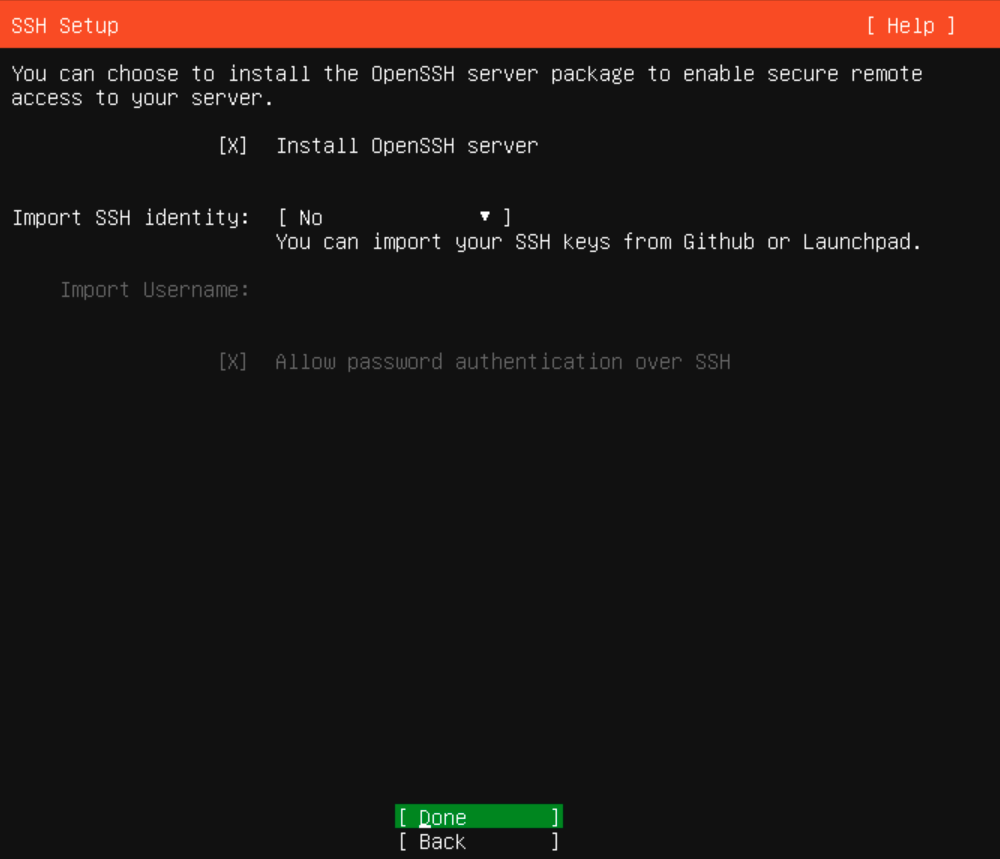 SSH Setup [ Help ]
You can choose to install the OpenSSH server package to enable secure remote
access to your server.
[X] Install OpenSSH server
Import SSH identity: [ No ▼ ]
You can import your SSH keys from Github or Launchpad.
Import Username:
[X] Allow password authentication over SSH
[ Done ]
[ Back ]